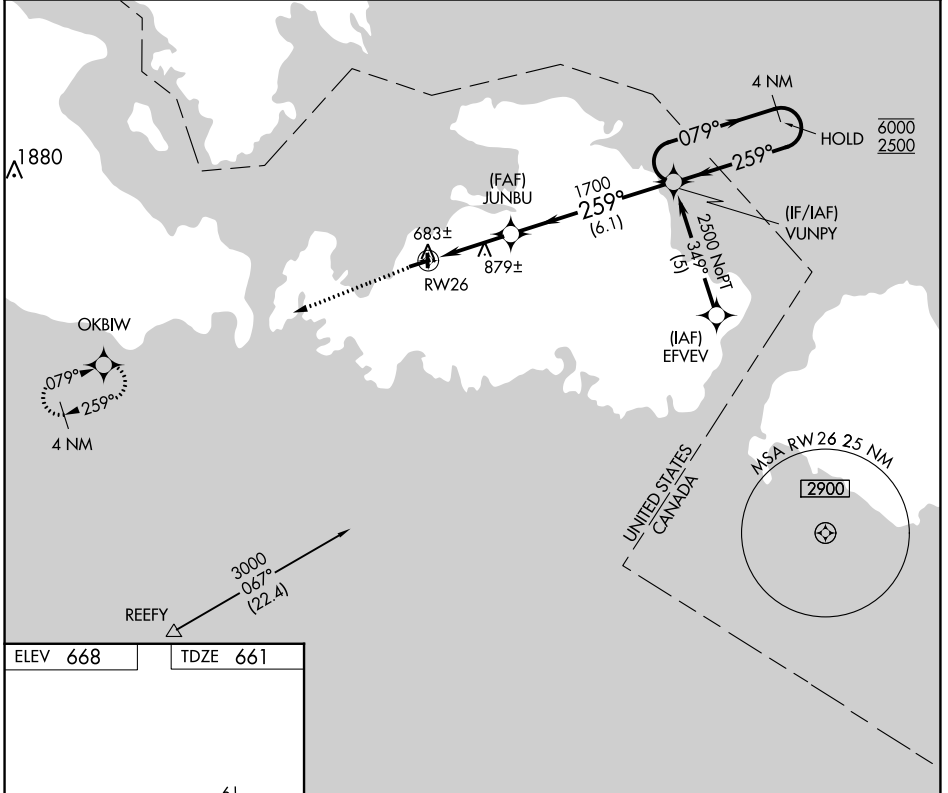 4 NM
079°
HOLD
6000
2500
259°
1880
(FAF)
JUNBU
1700
259°
(6.1)
(IF/IAF)
VUNPY
683±
879±
RW26
2500 NoPT
349°
(5)
(IAF)
EFVEV
OKBIW
079°
259°
4 NM
MSA RW26 25 NM
2900
UNITED STATES
CANADA
3000
067°
(22.4)
REEFY
ELEV 668
TDZE 661